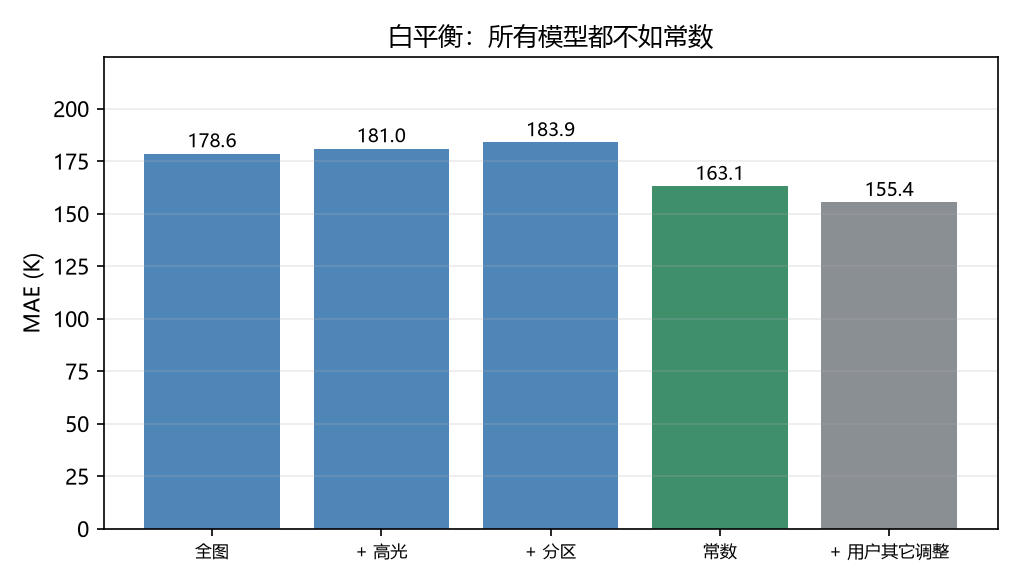 白平衡：所有模型都不如常数
MAE (K)
200
175
150
125
100
75
50
25
0
178.6
181.0
183.9
163.1
155.4
全图
+ 高光
+ 分区
常数
+ 用户其它调整